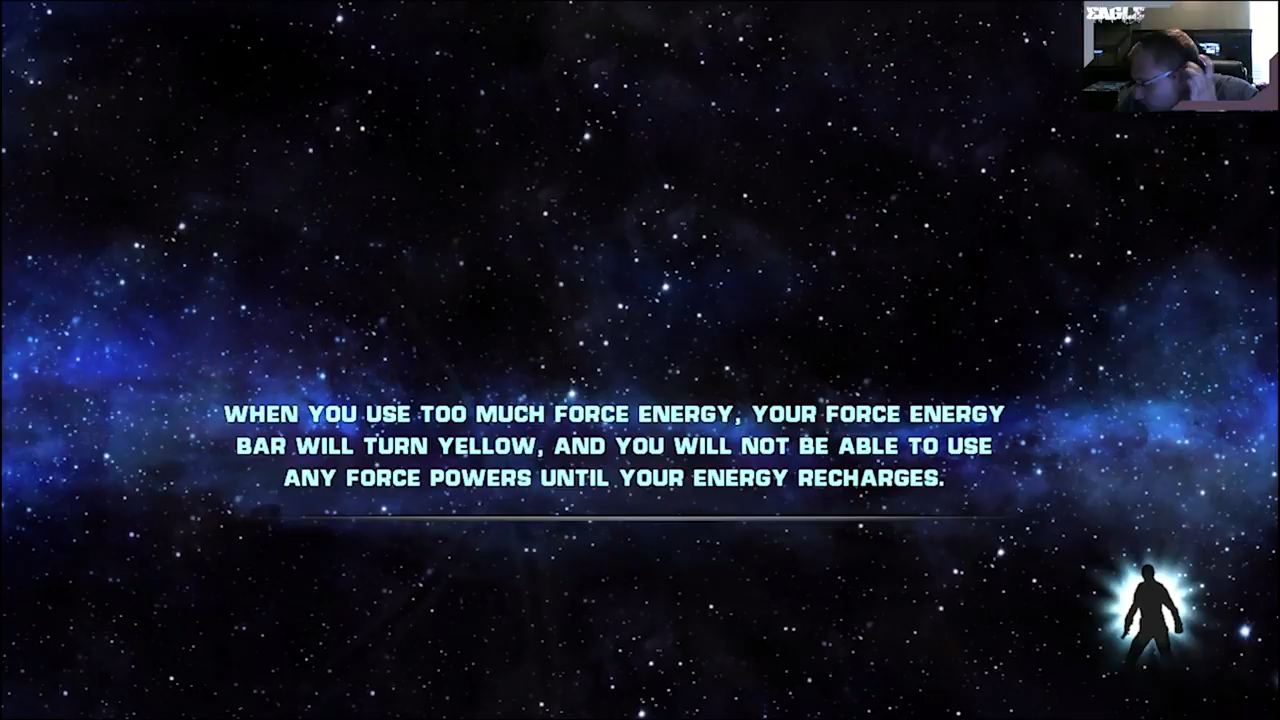 EAGLE
WHEN YOU USE TOO MUCH FORCE ENERGY, YOUR FORCE ENERGY
BAR WILL TURN YELLOW, AND YOU WILL NOT BE ABLE TO USE
ANY FORCE POWERS UNTIL YOUR ENERGY RECHARGES.